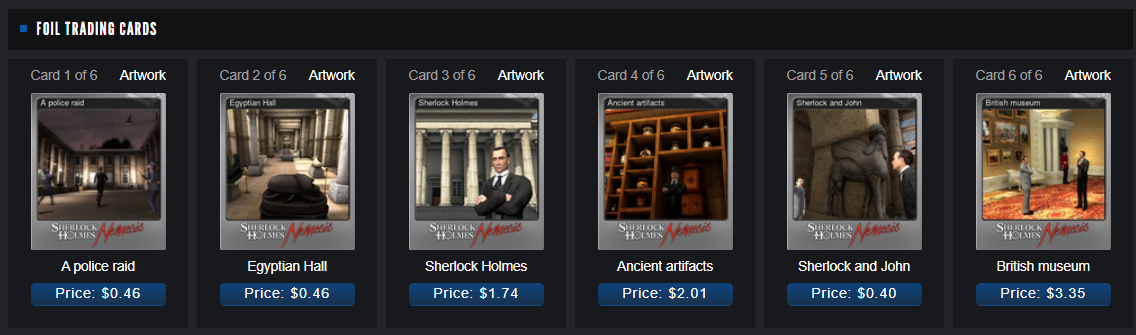 FOIL TRADING CARDS
Card 1 of 6 Artwork
A police raid
SHERLOCK HOLMES Nemesis
A police raid
Price: $0.46
Card 2 of 6 Artwork
Egyptian Hall
SHERLOCK HOLMES Nemesis
Egyptian Hall
Price: $0.46
Card 3 of 6 Artwork
Sherlock Holmes
SHERLOCK HOLMES Nemesis
Sherlock Holmes
Price: $1.74
Card 4 of 6 Artwork
Ancient artifacts
SHERLOCK HOLMES Nemesis
Ancient artifacts
Price: $2.01
Card 5 of 6 Artwork
Sherlock and John
SHERLOCK HOLMES Nemesis
Sherlock and John
Price: $0.40
Card 6 of 6 Artwork
British museum
SHERLOCK HOLMES Nemesis
British museum
Price: $3.35